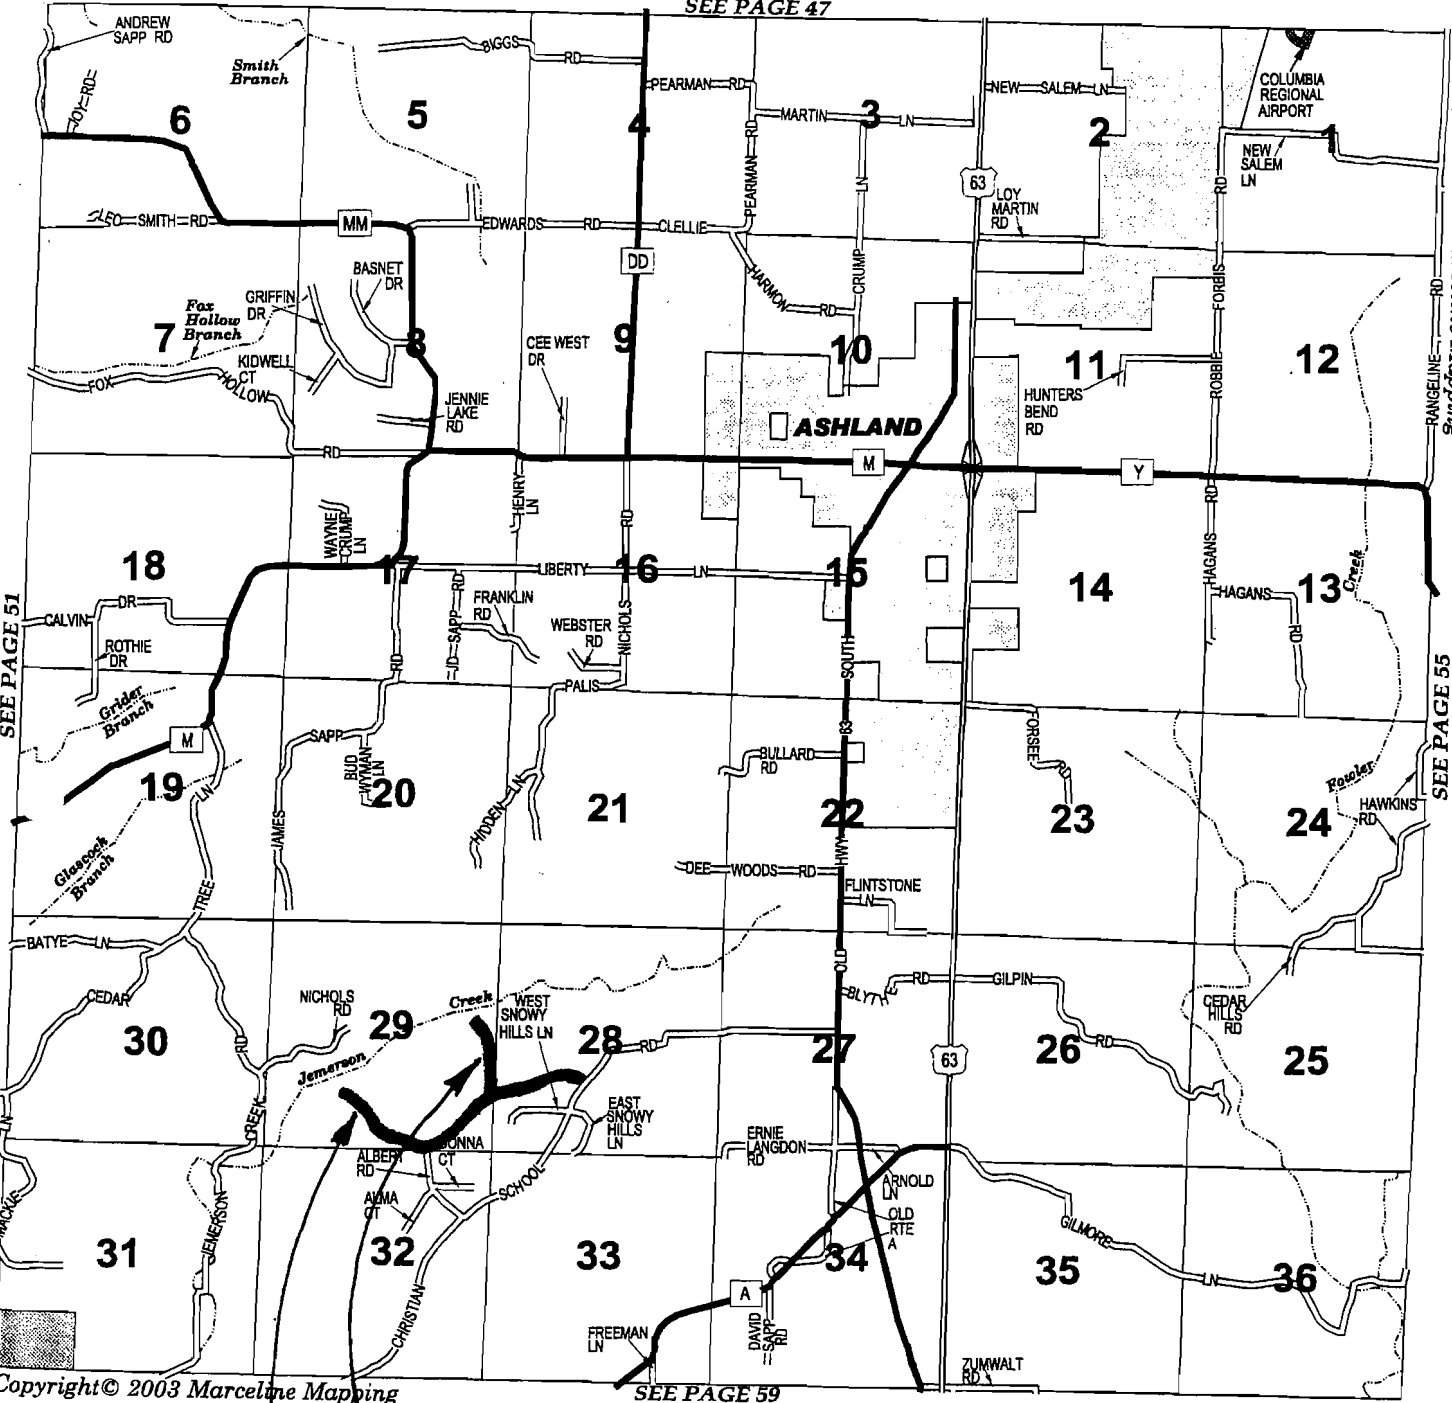 SEE PAGE 47
ANDREW
SAPP RD
JOY RD
Smith
Branch
BIGGS RD
PEARMAN RD
MARTIN LN
NEW SALEM LN
COLUMBIA
REGIONAL
AIRPORT
6
5
4
3
2
1
NEW
SALEM
LN
PEARMAN RD
63
LOY
MARTIN
RD
CLEO SMITH RD
MM
EDWARDS RD
CLELLIE
DD
HARMON RD
CRUMP LN
ROBBIE FORBIS RD
RANGELINE RD
BASNET
DR
GRIFFIN
DR
Fox
Hollow
Branch
7
8
9
10
11
12
KIDWELL
CT
CEE WEST
DR
FOX HOLLOW RD
JENNIE
LAKE
RD
HUNTERS
BEND
RD
ASHLAND
M
Y
HENRY
LN
WAYNE
CRUMP
LN
NICHOLS RD
HAGANS RD
18
17
16
15
14
13
LIBERTY LN
Creek
CALVIN DR
ROTHIE
DR
JD SAPP RD
FRANKLIN
RD
WEBSTER
RD
HAGANS RD
SEE PAGE 51
SEE PAGE 55
PALIS
Grider
Branch
M
JAMES SAPP RD
BUD
WYMAN
LN
HIDDEN LN
BULLARD
RD
OLD HWY 63 SOUTH
FORSEE RD
Fowler
HAWKINS
RD
19
20
21
22
23
24
Glascock
Branch
TREE LN
DEE WOODS RD
FLINTSTONE
LN
BATYE LN
CEDAR
NICHOLS
RD
Jemerson Creek
WEST
SNOWY
HILLS LN
BLYTHE RD
GILPIN RD
CEDAR
HILLS
RD
30
29
28
27
26
25
RD
63
LN
JEMERSON CREEK RD
EAST
SNOWY
HILLS
LN
ALBERT
RD
DONNA
CT
ALMA
CT
CHRISTIAN SCHOOL
ERNIE
LANGDON
RD
ARNOLD
LN
OLD
RTE
A
GILMORE LN
MACKIE
31
32
33
34
35
36
A
FREEMAN
LN
DAVID
SAPP
RD
ZUMWALT
RD
Copyright© 2003 Marceline Mapping
SEE PAGE 59